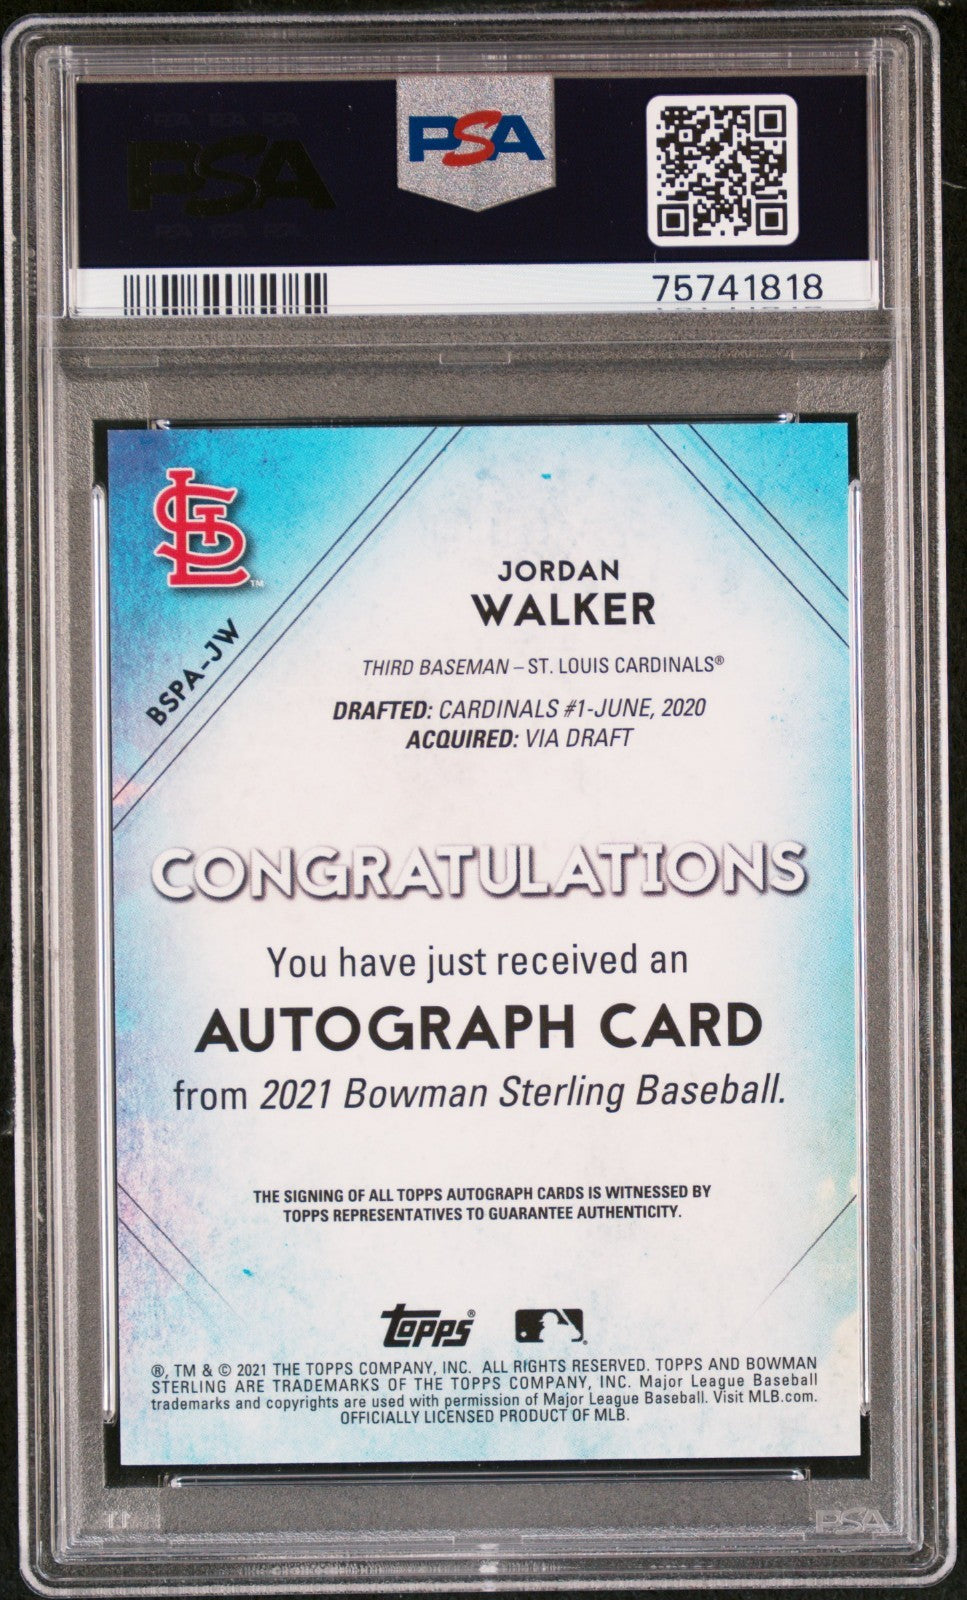 PSA
PSA
75741818
STL
TM
BSPA-JW
JORDAN
WALKER
THIRD BASEMAN – ST. LOUIS CARDINALS®
DRAFTED: CARDINALS #1-JUNE, 2020
ACQUIRED: VIA DRAFT
CONGRATULATIONS
You have just received an
AUTOGRAPH CARD
from 2021 Bowman Sterling Baseball.
THE SIGNING OF ALL TOPPS AUTOGRAPH CARDS IS WITNESSED BY
TOPPS REPRESENTATIVES TO GUARANTEE AUTHENTICITY.
Topps®
®, TM & © 2021 THE TOPPS COMPANY, INC. ALL RIGHTS RESERVED. TOPPS AND BOWMAN
STERLING ARE TRADEMARKS OF THE TOPPS COMPANY, INC. Major League Baseball
trademarks and copyrights are used with permission of Major League Baseball. Visit MLB.com.
OFFICIALLY LICENSED PRODUCT OF MLB.
PSA